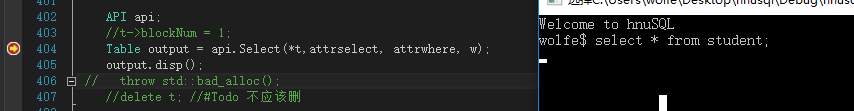 选择C:\Users\wolfe\Desktop\hnusql\Debug\hnu
401
402 API api;
403 //t->blockNum = 1;
404 Table output = api.Select(*t,attrselect, attrwhere, w);
405 output.disp();
406 // throw std::bad_alloc();
407 //delete t; //#Todo 不应该删
Welcome to hnuSQL
wolfe$ select * from student;